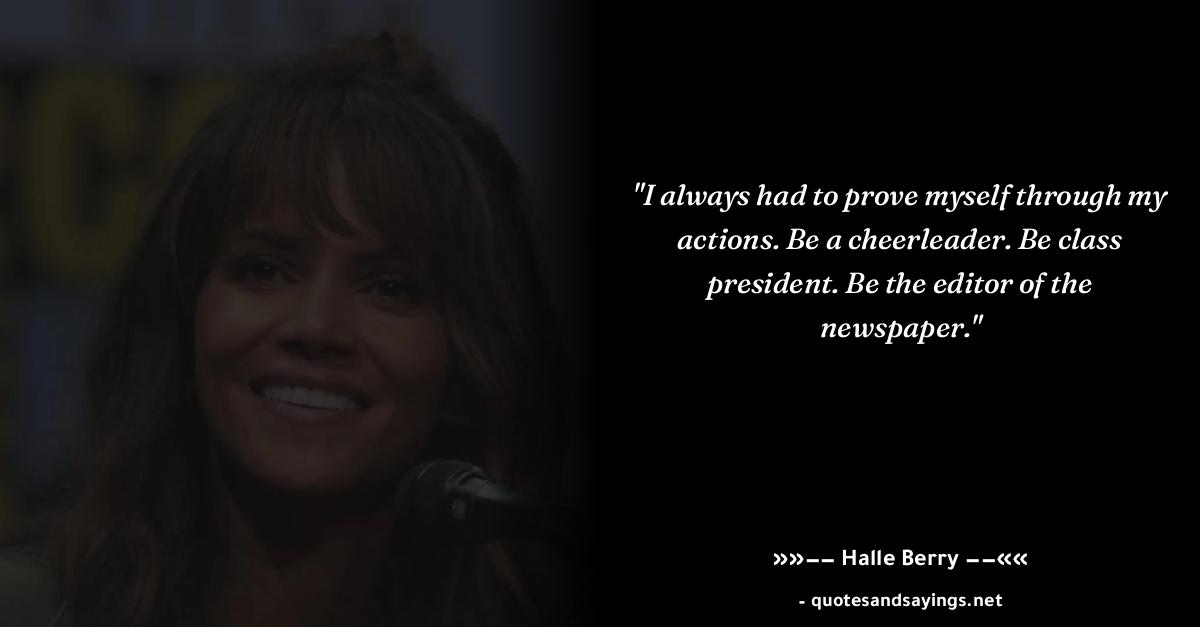 "I always had to prove myself through my
actions. Be a cheerleader. Be class
president. Be the editor of the
newspaper."
»»−− Halle Berry −−««
- quotesandsayings.net